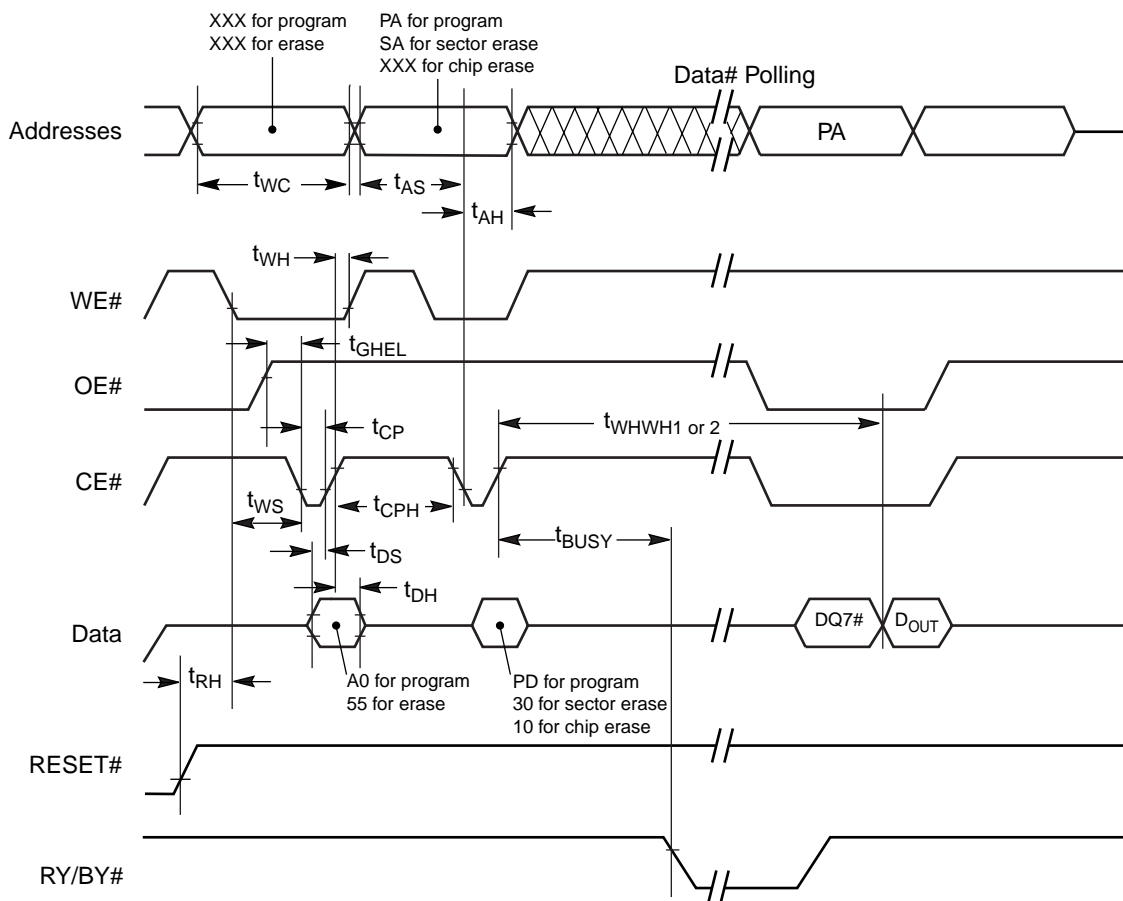 XXX for program
XXX for erase
PA for program
SA for sector erase
XXX for chip erase
Data# Polling
Addresses
PA
tWC
tAS
tAH
tWH
WE#
tGHEL
OE#
tWHWH1 or 2
tCP
CE#
tWS
tCPH
tBUSY
tDS
tDH
Data
DQ7#
DOUT
tRH
A0 for program
55 for erase
PD for program
30 for sector erase
10 for chip erase
RESET#
RY/BY#